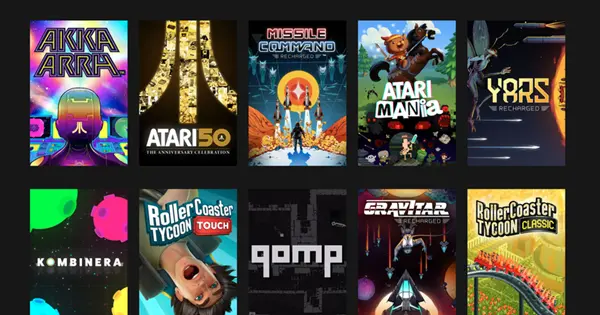 AKKA
ARRH
ATARI 50
THE ANNIVERSARY CELEBRATION
MISSILE
COMMAND
RECHARGED
ATARI
MANIA
YARS
RECHARGED
KOMBINERA
RollerCoaster
TYCOON TOUCH
qomp
GRAVITAR
RECHARGED
RollerCoaster
TYCOON
CLASSIC